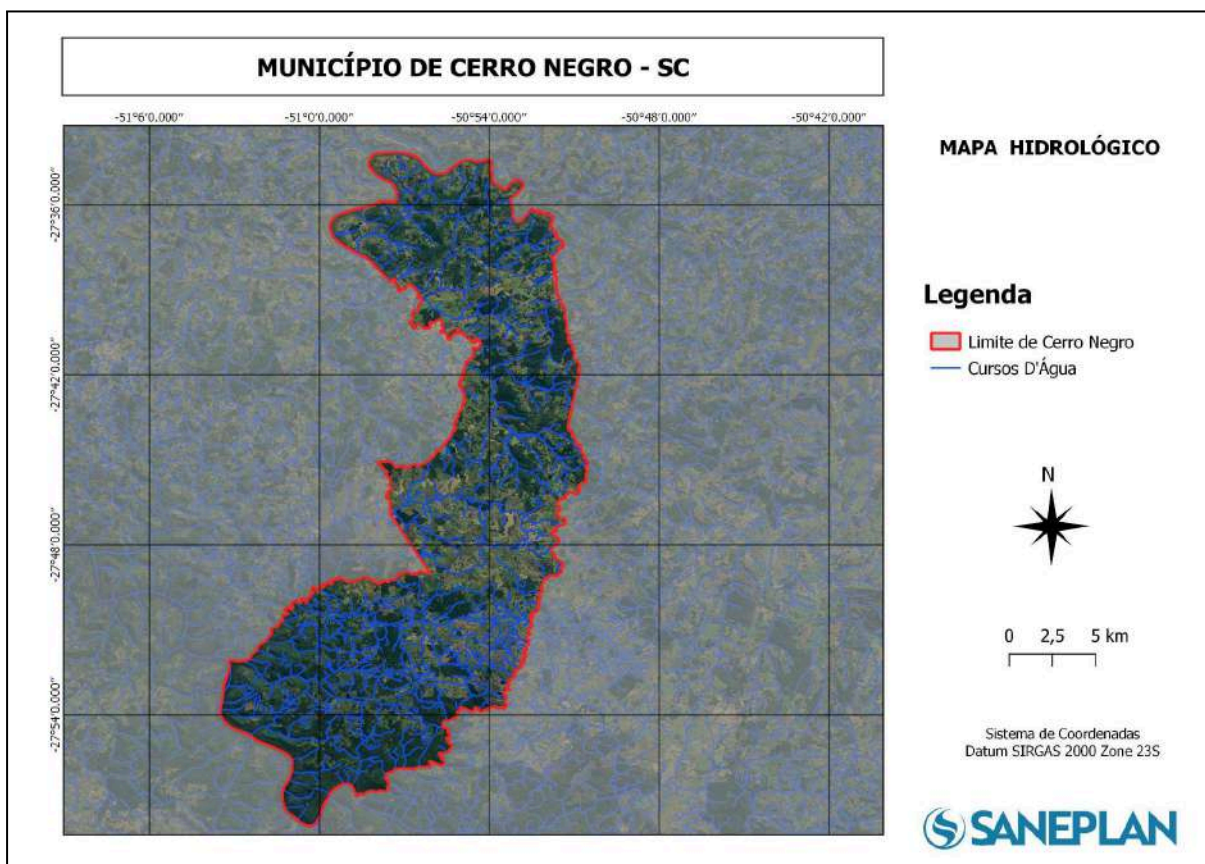 MUNICÍPIO DE CERRO NEGRO - SC
-51°6'0.000"
-51°0'0.000"
-50°54'0.000"
-50°48'0.000"
-50°42'0.000"
-27°36'0.000"
-27°42'0.000"
-27°48'0.000"
-27°54'0.000"
MAPA HIDROLÓGICO
Legenda
Limite de Cerro Negro
Cursos D'Água
N
0 2,5 5 km
Sistema de Coordenadas
Datum SIRGAS 2000 Zone 23S
SANEPLAN